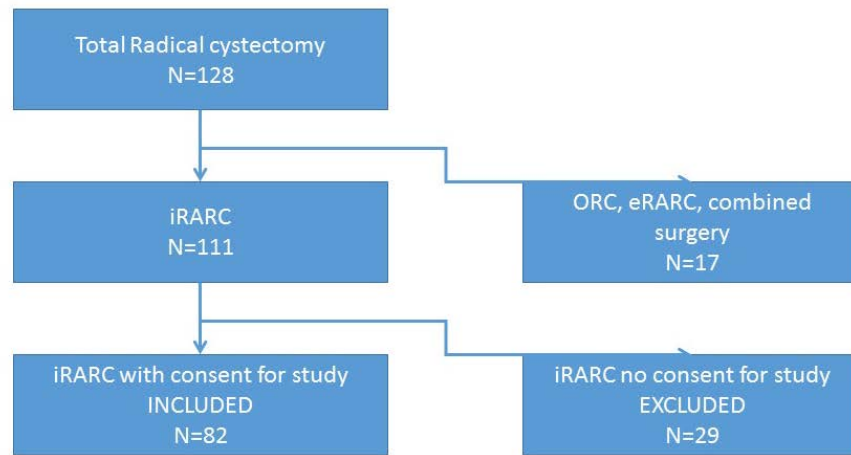 Total Radical cystectomy
N=128
iRARC
N=111
ORC, eRARC, combined
surgery
N=17
iRARC with consent for study
INCLUDED
N=82
iRARC no consent for study
EXCLUDED
N=29